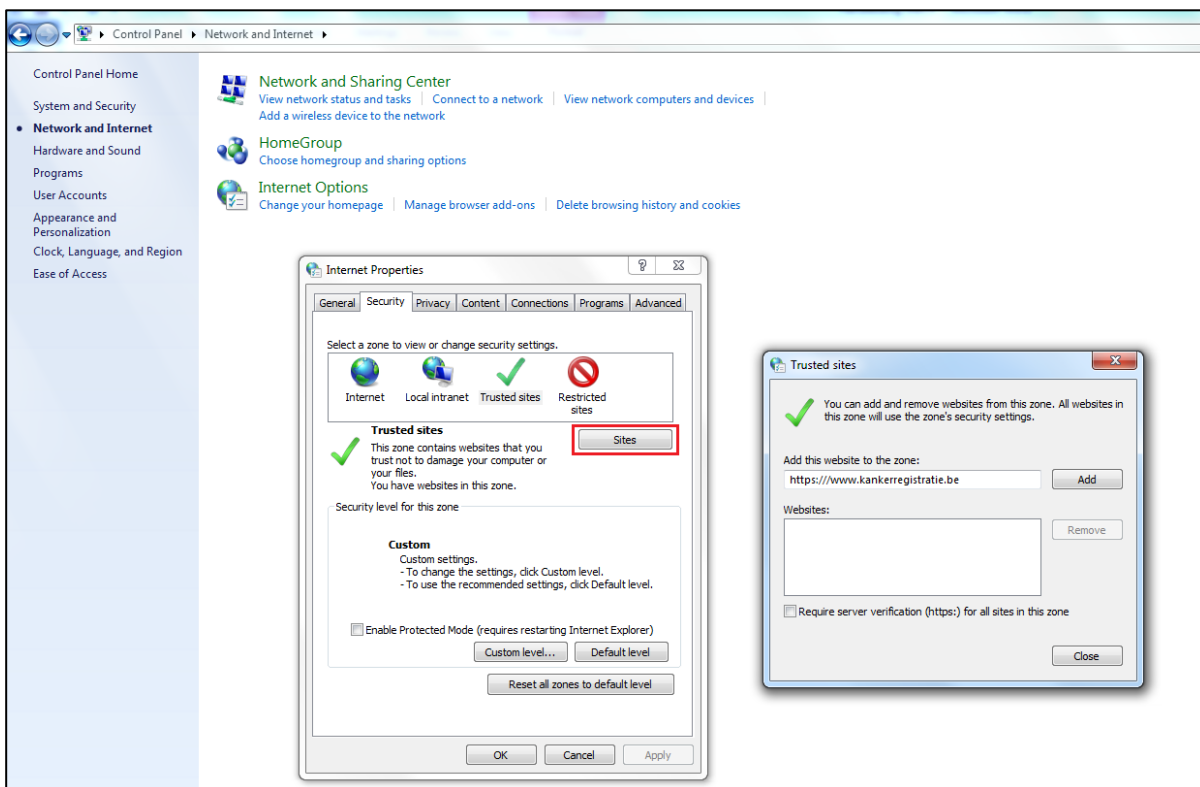 Control Panel Network and Internet
Control Panel Home
System and Security
Network and Internet
Hardware and Sound
Programs
User Accounts
Appearance and
Personalization
Clock, Language, and Region
Ease of Access
Network and Sharing Center
View network status and tasks Connect to a network View network computers and devices
Add a wireless device to the network
HomeGroup
Choose homegroup and sharing options
Internet Options
Change your homepage Manage browser add-ons Delete browsing history and cookies
Internet Properties
General Security Privacy Content Connections Programs Advanced
Select a zone to view or change security settings.
Internet Local intranet Trusted sites Restricted
sites
Trusted sites
Sites
This zone contains websites that you
trust not to damage your computer or
your files.
You have websites in this zone.
Security level for this zone
Custom
Custom settings.
- To change the settings, click Custom level.
- To use the recommended settings, click Default level.
Enable Protected Mode (requires restarting Internet Explorer)
Custom level... Default level
Reset all zones to default level
OK Cancel Apply
Trusted sites
You can add and remove websites from this zone. All websites in
this zone will use the zone's security settings.
Add this website to the zone:
https:///www.kankerregistratie.be Add
Websites:
Remove
Require server verification (https:) for all sites in this zone
Close